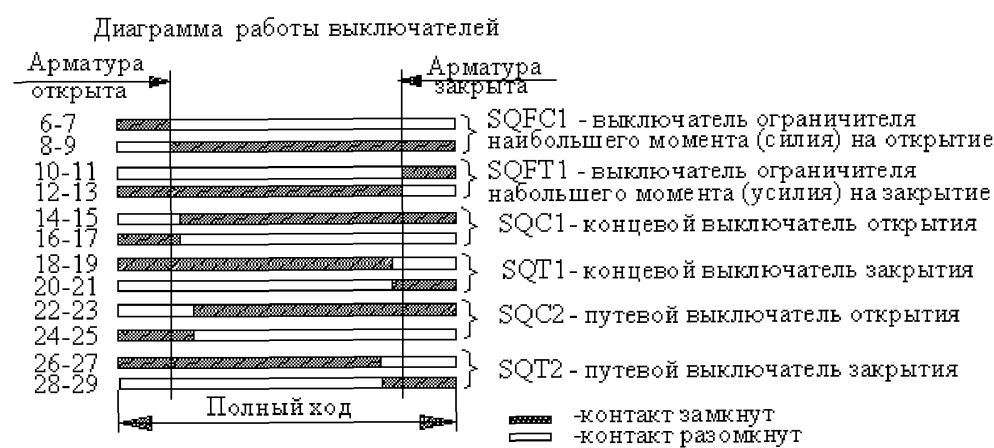 Диаграмма работы выключателей
Арматура открыта
Арматура закрыта
6-7
8-9
SQFC1 - выключатель ограничителя
наибольшего момента (силия) на открытие
10-11
12-13
SQFT1 - выключатель ограничителя
набольшего момента (усилия) на закрытие
14-15
16-17
SQC1 - концевой выключатель открытия
18-19
20-21
SQT1 - концевой выключатель закрытия
22-23
24-25
SQC2 - путевой выключатель открытия
26-27
28-29
SQT2 - путевой выключатель закрытия
Полный ход
-контакт замкнут
-контакт разомкнут